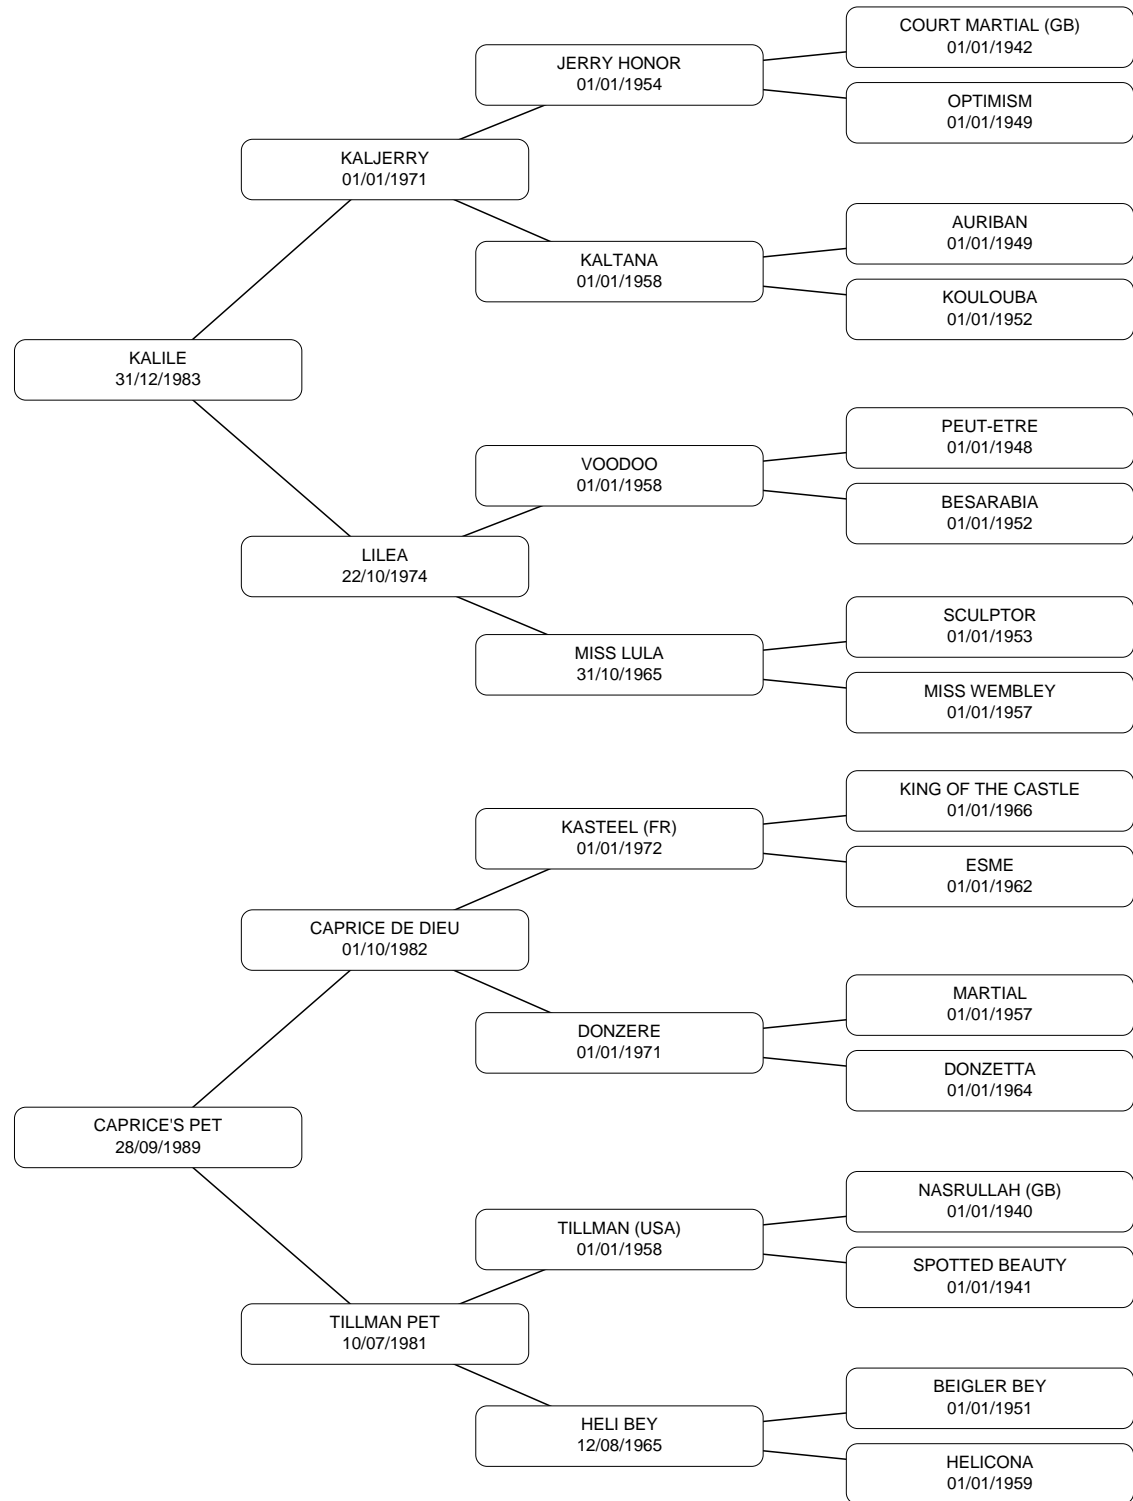 COURT MARTIAL (GB)
01/01/1942
JERRY HONOR
01/01/1954
OPTIMISM
01/01/1949
KALJERRY
01/01/1971
AURIBAN
01/01/1949
KALTANA
01/01/1958
KOULOUBA
01/01/1952
KALILE
31/12/1983
PEUT-ETRE
01/01/1948
VOODOO
01/01/1958
BESARABIA
01/01/1952
LILEA
22/10/1974
SCULPTOR
01/01/1953
MISS LULA
31/10/1965
MISS WEMBLEY
01/01/1957
KING OF THE CASTLE
01/01/1966
KASTEEL (FR)
01/01/1972
ESME
01/01/1962
CAPRICE DE DIEU
01/10/1982
MARTIAL
01/01/1957
DONZERE
01/01/1971
DONZETTA
01/01/1964
CAPRICE'S PET
28/09/1989
NASRULLAH (GB)
01/01/1940
TILLMAN (USA)
01/01/1958
SPOTTED BEAUTY
01/01/1941
TILLMAN PET
10/07/1981
BEIGLER BEY
01/01/1951
HELI BEY
12/08/1965
HELICONA
01/01/1959